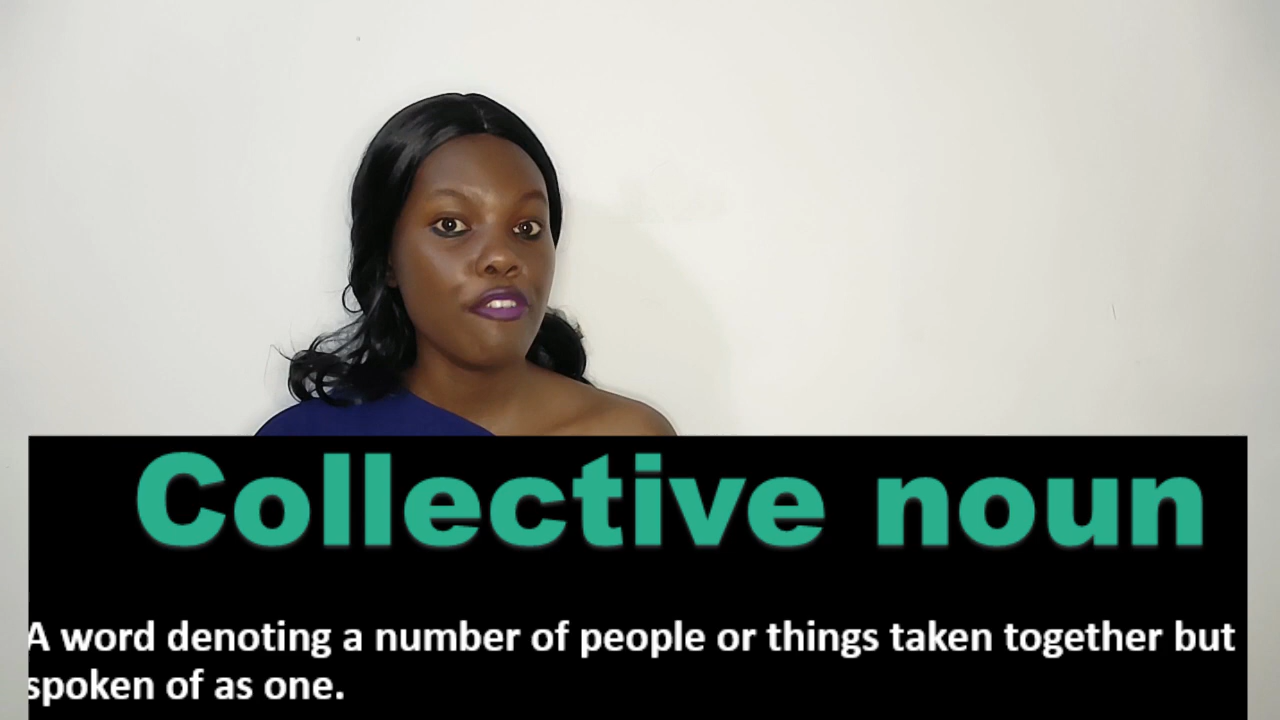 Collective noun
A word denoting a number of people or things taken together but
spoken of as one.